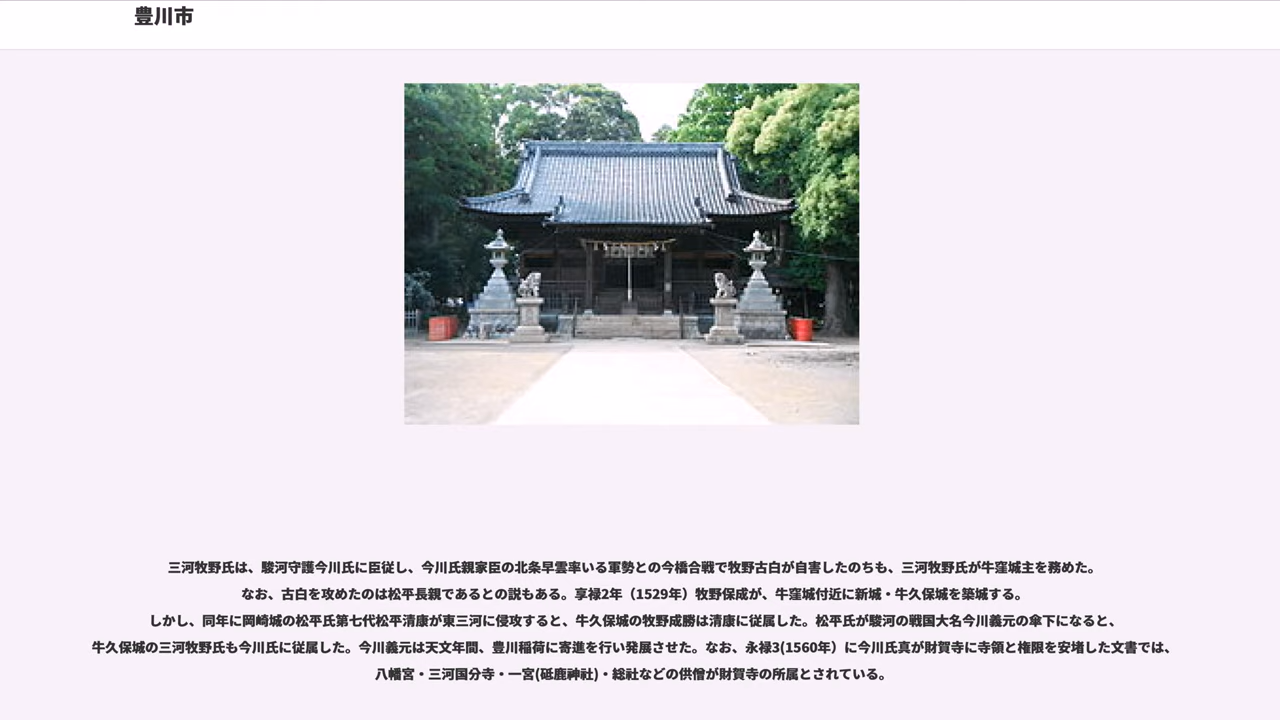 豊川市
三河牧野氏は、駿河守護今川氏に臣従し、今川氏親家臣の北条早雲率いる軍勢との今橋合戦で牧野古白が自害したのちも、三河牧野氏が牛窪城主を務めた。
なお、古白を攻めたのは松平長親であるとの説もある。享禄2年（1529年）牧野保成が、牛窪城付近に新城・牛久保城を築城する。
しかし、同年に岡崎城の松平氏第七代松平清康が東三河に侵攻すると、牛久保城の牧野成勝は清康に従属した。松平氏が駿河の戦国大名今川義元の傘下になると、
牛久保城の三河牧野氏も今川氏に従属した。今川義元は天文年間、豊川稲荷に寄進を行い発展させた。なお、永禄3(1560年）に今川氏真が財賀寺に寺領と権限を安堵した文書では、
八幡宮・三河国分寺・一宮(砥鹿神社)・総社などの供僧が財賀寺の所属とされている。